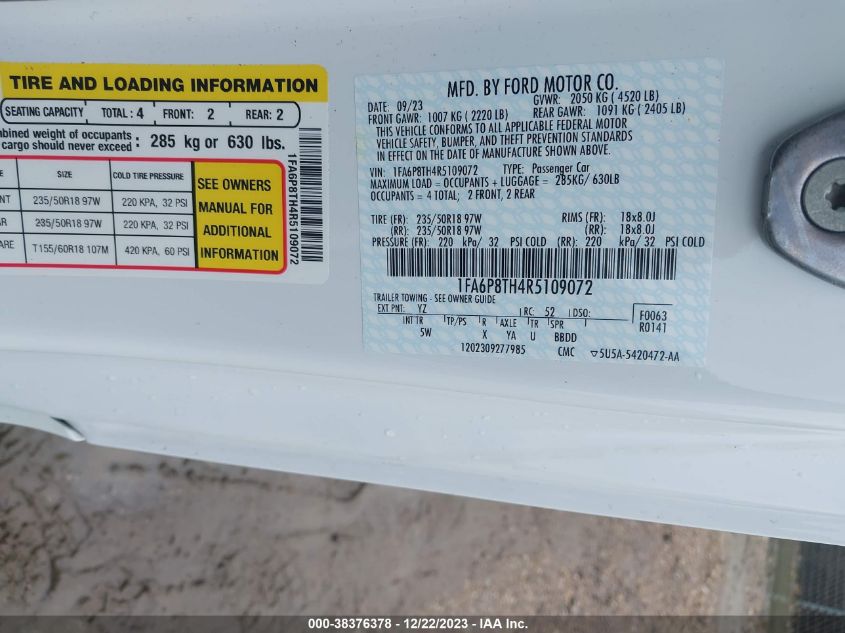 TIRE AND LOADING INFORMATION
SEATING CAPACITY TOTAL: 4 FRONT: 2 REAR: 2
of occupants
cargo should never exceed : 285 kg or 630 lbs.
SIZE COLD TIRE PRESSURE
235/50R18 97W 220 KPA, 32 PSI
235/50R18 97W 220 KPA, 32 PSI
T155/60R18 107M 420 KPA, 60 PSI
SEE OWNERS
MANUAL FOR
ADDITIONAL
INFORMATION
1FA6P8TH4R5109072
MFD. BY FORD MOTOR CO.
DATE: 09/23 GVWR: 2050 KG ( 4520 LB)
FRONT GAWR: 1007 KG ( 2220 LB) REAR GAWR: 1091 KG ( 2405 LB)
THIS VEHICLE CONFORMS TO ALL APPLICABLE FEDERAL MOTOR
VEHICLE SAFETY, BUMPER, AND THEFT PREVENTION STANDARDS
IN EFFECT ON THE DATE OF MANUFACTURE SHOWN ABOVE.
VIN: 1FA6P8TH4R5109072 TYPE: Passenger Car
MAXIMUM LOAD = OCCUPANTS + LUGGAGE = 285KG/ 630LB
OCCUPANTS = 4 TOTAL; 2 FRONT, 2 REAR
TIRE (FR): 235/50R18 97W RIMS (FR): 18x8.0J
(RR): 235/50R18 97W (RR): 18x8.0J
PRESSURE (FR): 220 kPa/ 32 PSI COLD (RR): 220 kPa/ 32 PSI COLD
1FA6P8TH4R5109072
TRAILER TOWING - SEE OWNER GUIDE
EXT PNT: YZ RC: 52 DSO: F0063
INT TR TP/PS R AXLE TR SPR R0141
5W X YA U BBDD
1202309277985 CMC ▽5U5A-5420472-AA
000-38376378 - 12/22/2023 - IAAI.com.